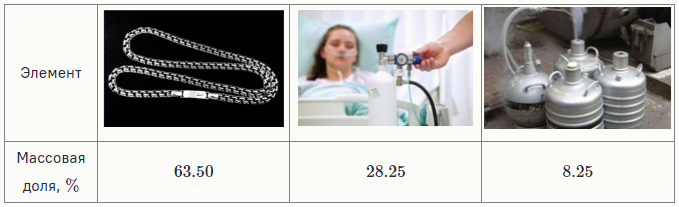 Элемент
Массовая
доля, %
63.50
28.25
8.25